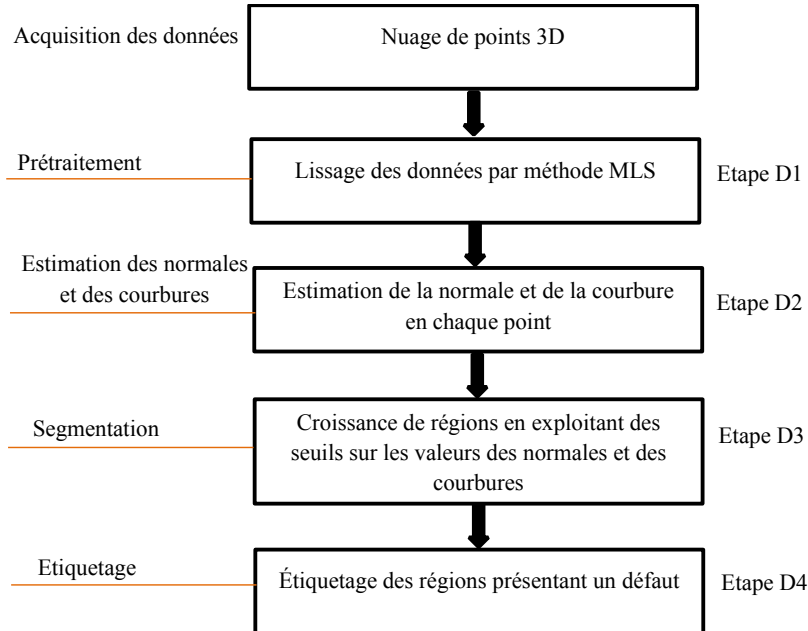 Acquisition des données
Nuage de points 3D
Prétraitement
Lissage des données par méthode MLS
Etape D1
Estimation des normales
et des courbures
Estimation de la normale et de la courbure
en chaque point
Etape D2
Segmentation
Croissance de régions en exploitant des
seuils sur les valeurs des normales et des
courbures
Etape D3
Etiquetage
Étiquetage des régions présentant un défaut
Etape D4